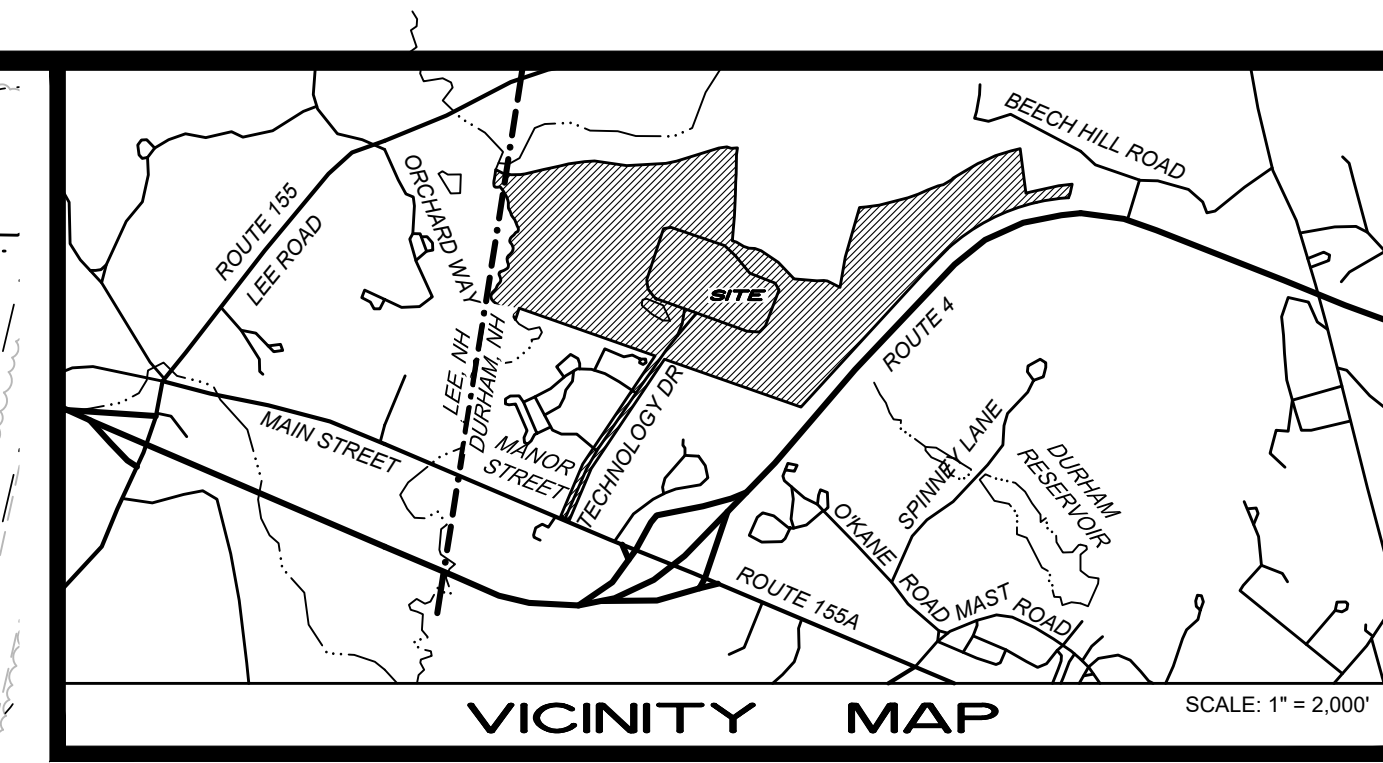 BEECH HILL ROAD
ORCHARD WAY
ROUTE 155
LEE ROAD
SITE
LEE, NH
DURHAM, NH
ROUTE 4
MAIN STREET
MANOR
STREET
TECHNOLOGY DR
SPINNEY LANE
DURHAM
RESERVOIR
O'KANE ROAD
MAST ROAD
ROUTE 155A
VICINITY MAP
SCALE: 1" = 2,000'